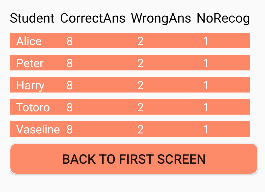 Student CorrectAns WrongAns NoRecog
Alice 8 2 1
Peter 8 2 1
Harry 8 2 1
Totoro 8 2 1
Vaseline 8 2 1
BACK TO FIRST SCREEN